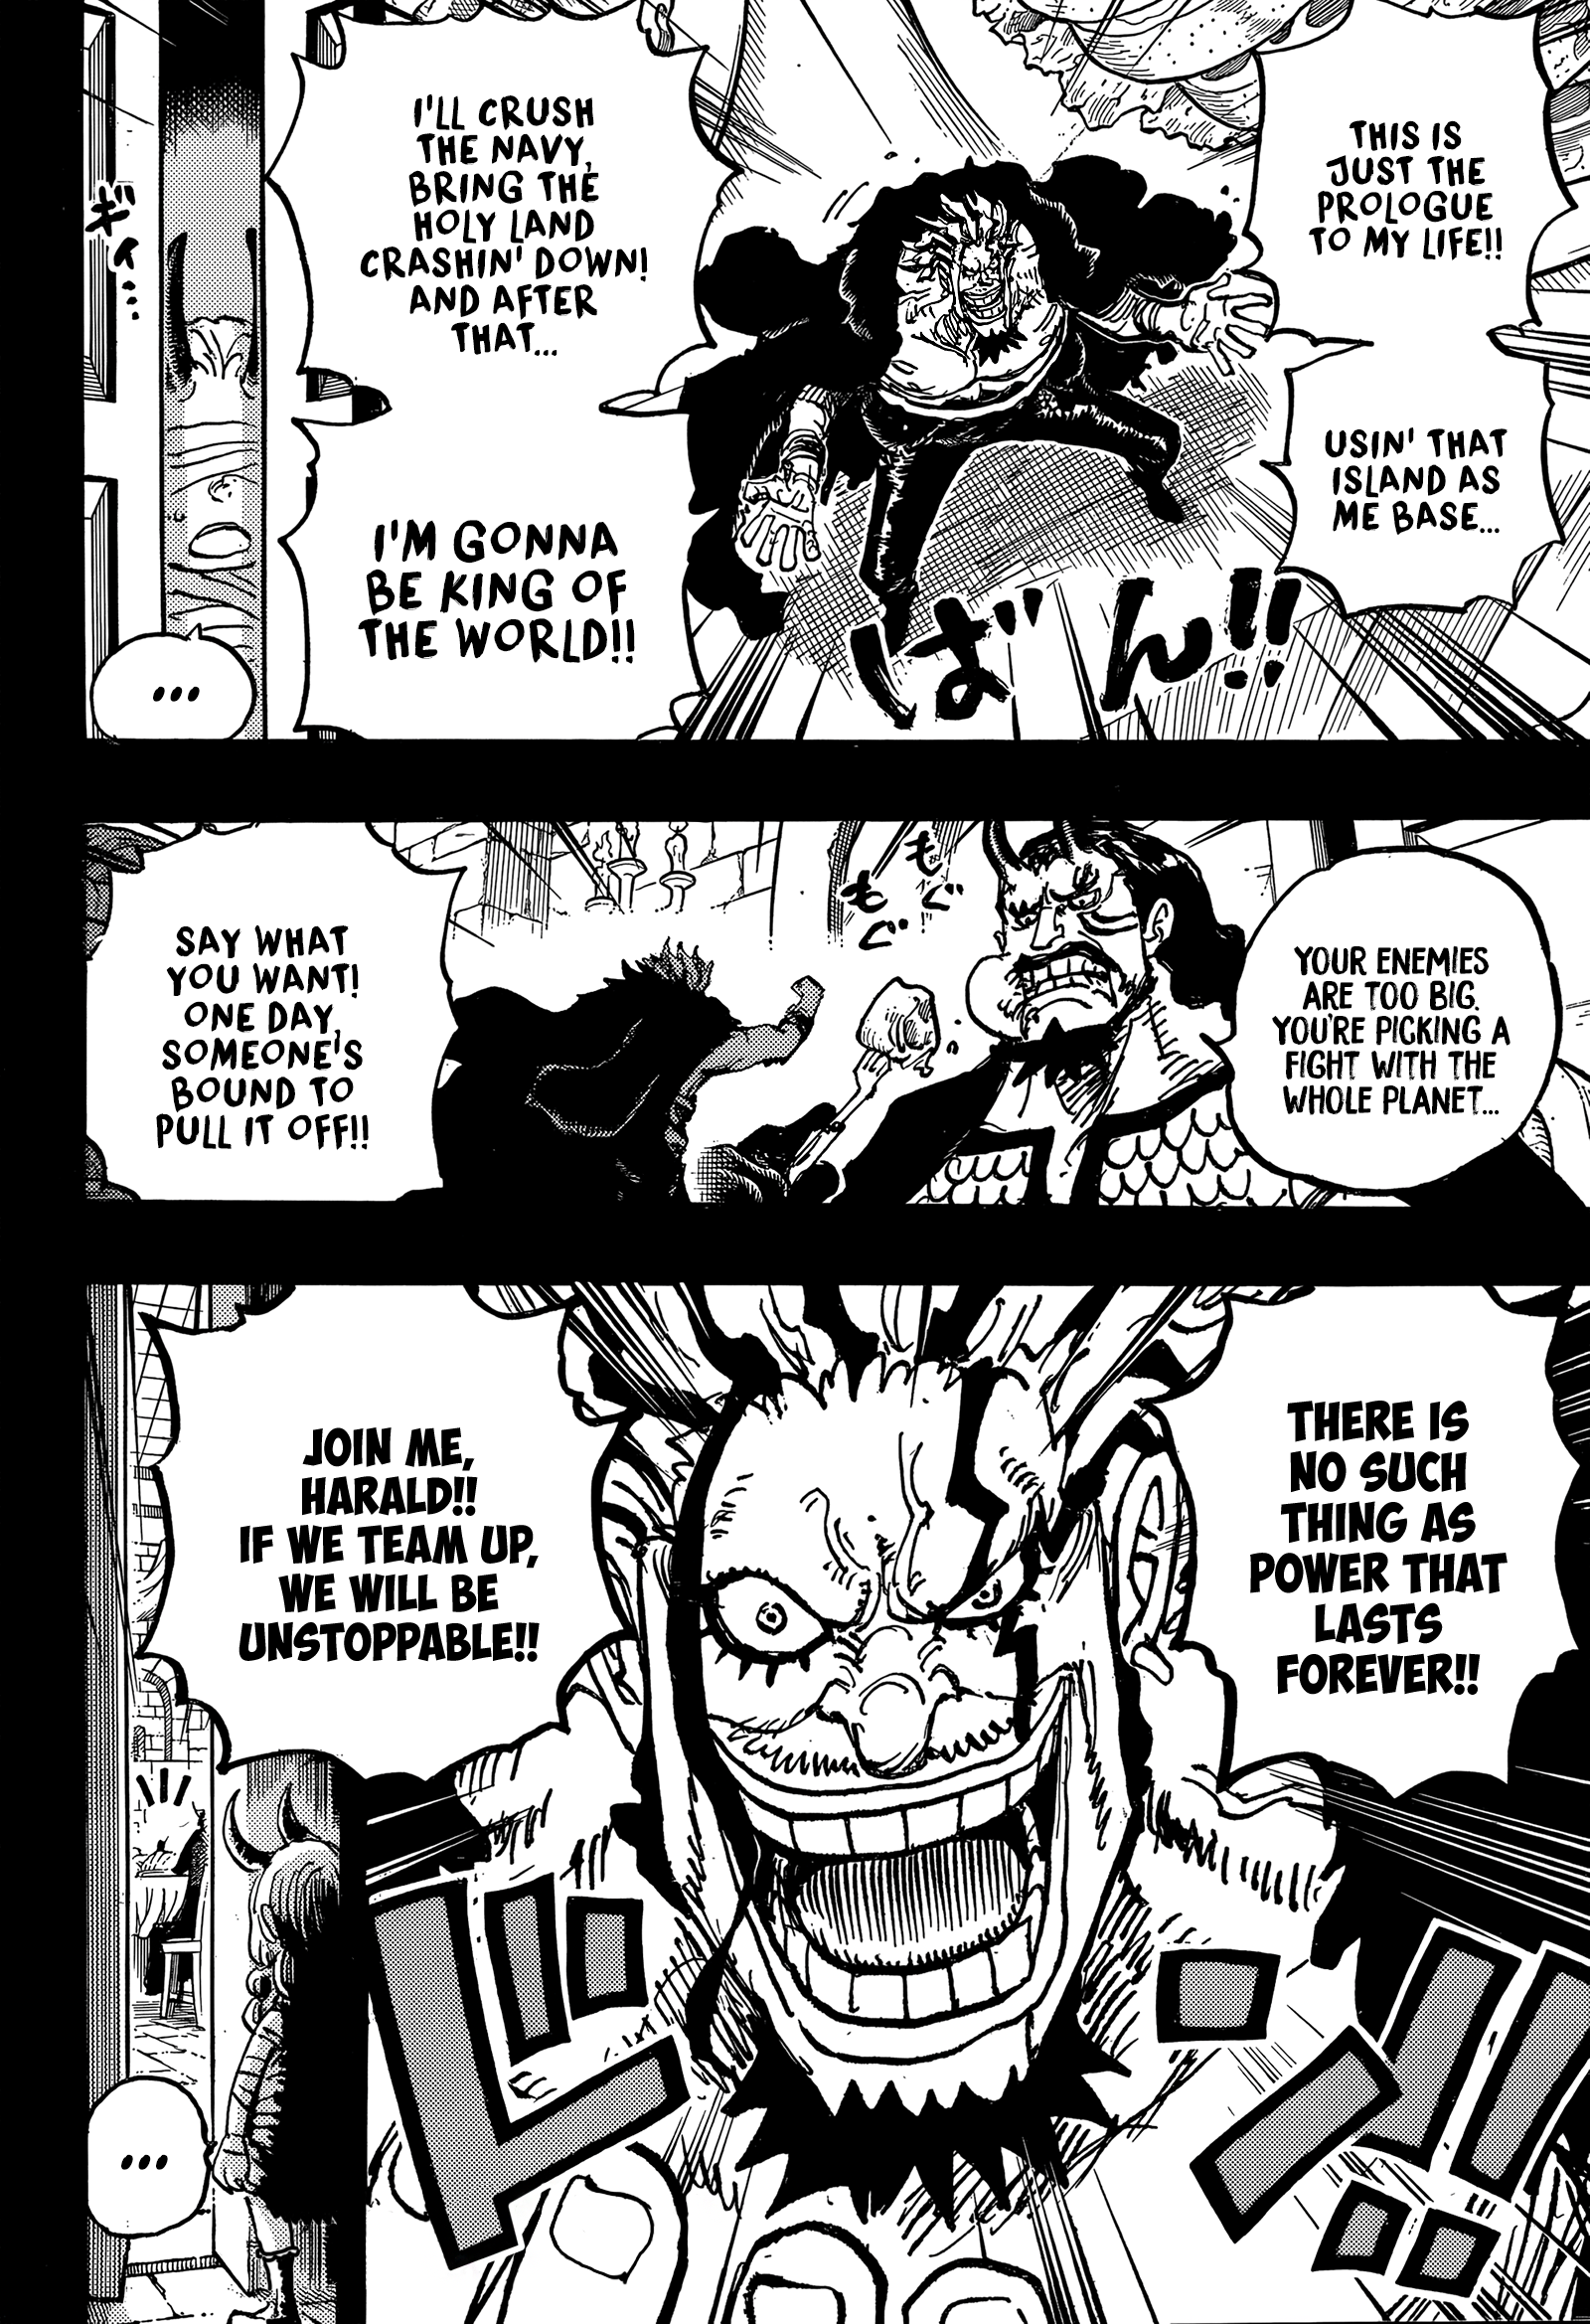 THIS IS
JUST THE
PROLOGUE
TO MY LIFE!!
USIN' THAT
ISLAND AS
ME BASE...
ばん!!
I'LL CRUSH
THE NAVY,
BRING THE
HOLY LAND
CRASHIN' DOWN!
AND AFTER
THAT...
I'M GONNA
BE KING OF
THE WORLD!!
ギィ…
...
YOUR ENEMIES
ARE TOO BIG.
YOU'RE PICKING A
FIGHT WITH THE
WHOLE PLANET...
もぐ
もぐ
SAY WHAT
YOU WANT!
ONE DAY,
SOMEONE'S
BOUND TO
PULL IT OFF!!
THERE IS
NO SUCH
THING AS
POWER THAT
LASTS
FOREVER!!
JOIN ME,
HARALD!!
IF WE TEAM UP,
WE WILL BE
UNSTOPPABLE!!
ドン!!
...